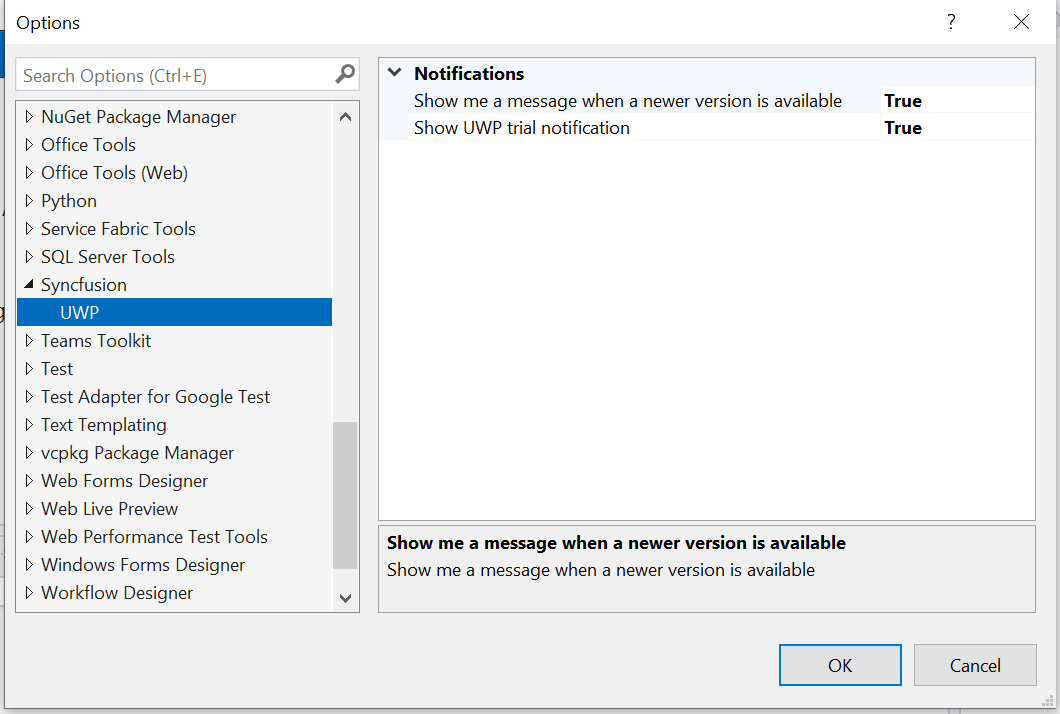 Options
?
Search Options (Ctrl+E)
NuGet Package Manager
Office Tools
Office Tools (Web)
Python
Service Fabric Tools
SQL Server Tools
Syncfusion
UWP
Teams Toolkit
Test
Test Adapter for Google Test
Text Templating
vcpkg Package Manager
Web Forms Designer
Web Live Preview
Web Performance Test Tools
Windows Forms Designer
Workflow Designer
Notifications
Show me a message when a newer version is available True
Show UWP trial notification True
Show me a message when a newer version is available
Show me a message when a newer version is available
OK Cancel